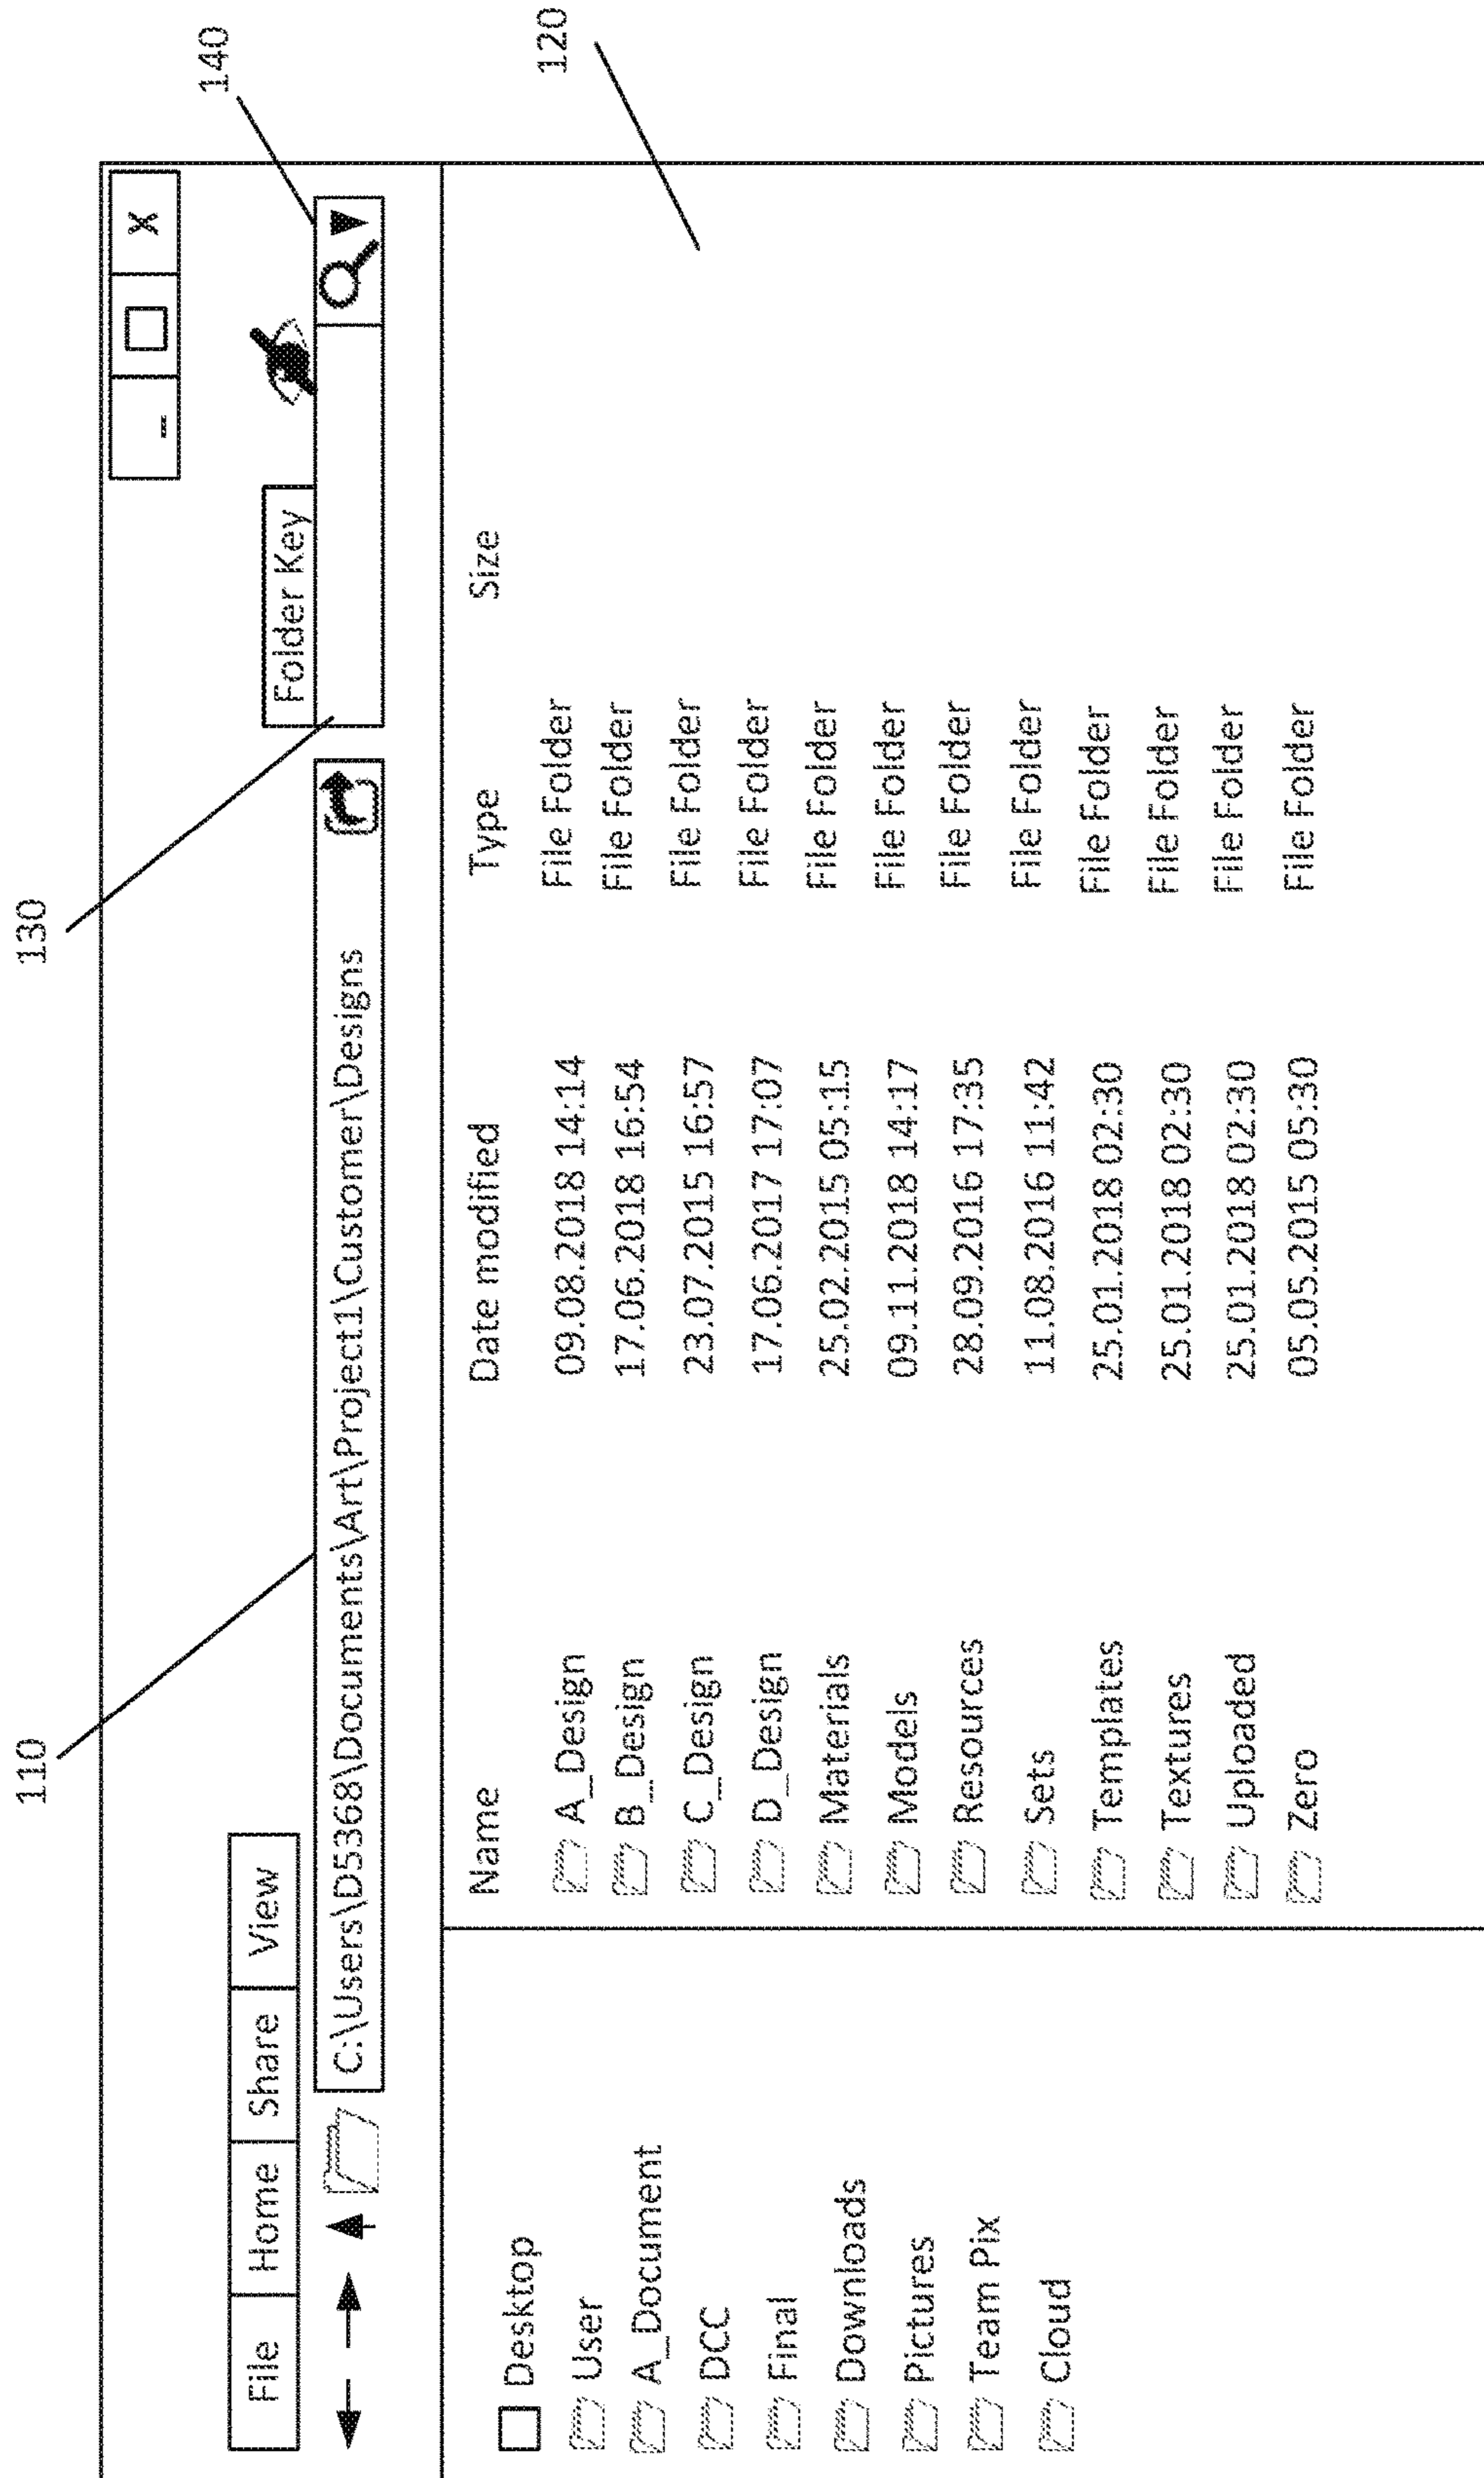 110
130
140
120
– □ X
File Home Share View
Folder Key
C:\Users\D5368\Documents\Art\Project1\Customer\Designs
Desktop
User
A_Document
DCC
Final
Downloads
Pictures
Team Pix
Cloud
Name Date modified Type Size
A_Design 09.08.2018 14:14 File Folder
B_Design 17.06.2018 16:54 File Folder
C_Design 23.07.2015 16:57 File Folder
D_Design 17.06.2017 17:07 File Folder
Materials 25.02.2015 05:15 File Folder
Models 09.11.2018 14:17 File Folder
Resources 28.09.2016 17:35 File Folder
Sets 11.08.2016 11:42 File Folder
Templates 25.01.2018 02:30 File Folder
Textures 25.01.2018 02:30 File Folder
Uploaded 25.01.2018 02:30 File Folder
Zero 05.05.2015 05:30 File Folder